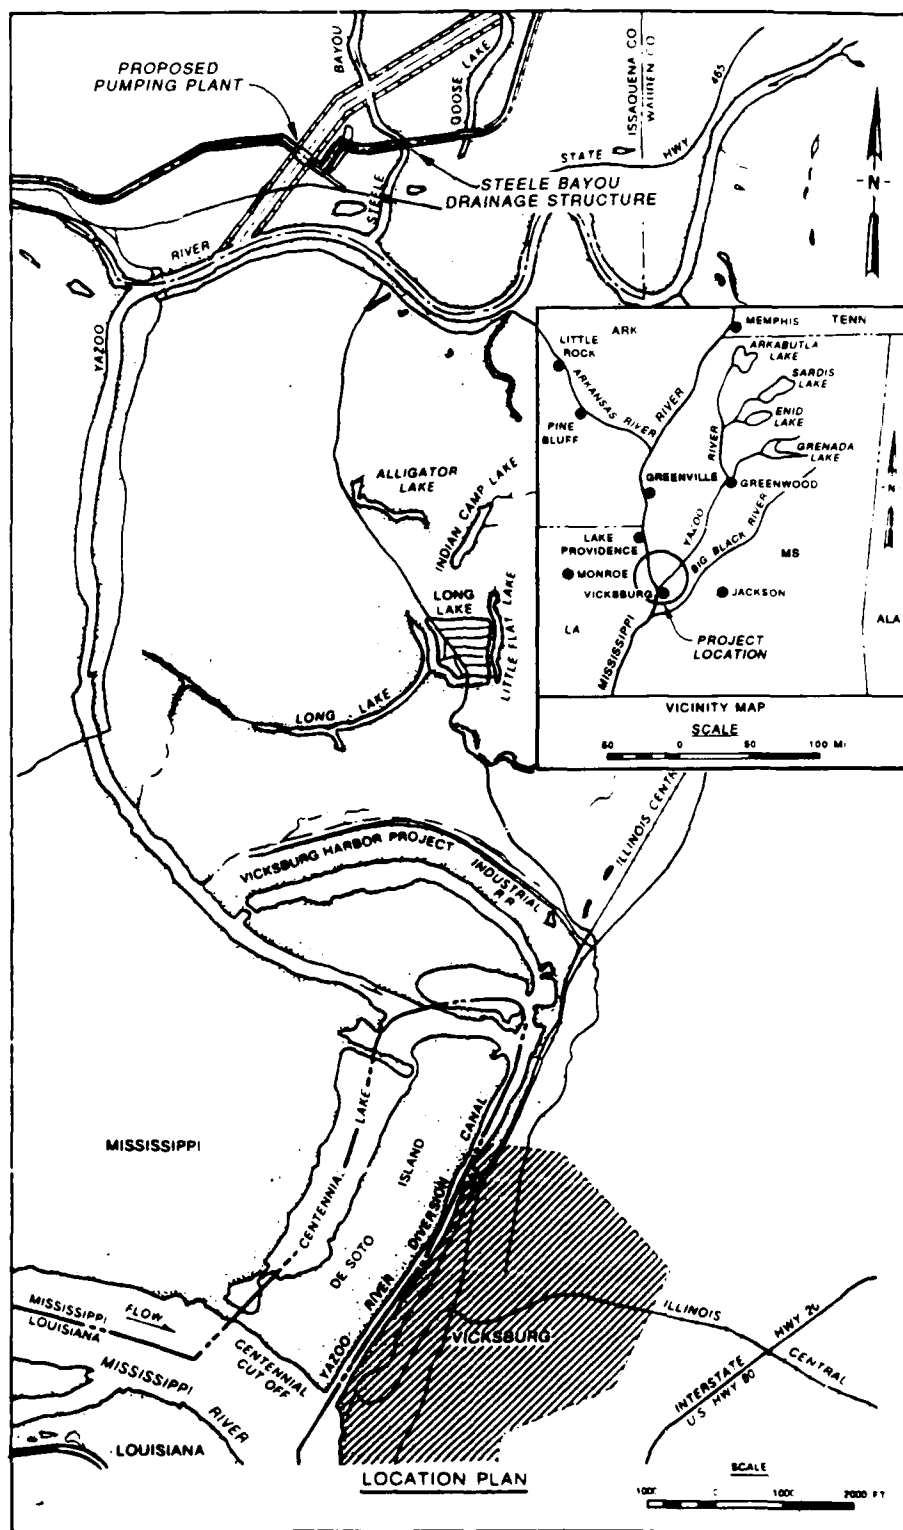 PROPOSED
PUMPING PLANT
BAYOU
GOOSE LAKE
ISSAQUENA CO
WARREN CO
465
STATE HWY
STEELE BAYOU
DRAINAGE STRUCTURE
STEELE
-N-
RIVER
YAZOO
ALLIGATOR
LAKE
INDIAN CAMP LAKE
LONG
LAKE
LITTLE FLAT LAKE
LONG LAKE
ARK
MEMPHIS
TENN
LITTLE
ROCK
ARKABUTLA
LAKE
SARDIS
LAKE
ARKANSAS RIVER
RIVER
ENID
LAKE
PINE
BLUFF
RIVER
GRENADA
LAKE
GREENVILLE
GREENWOOD
-N-
YAZOO
BIG BLACK RIVER
LAKE
PROVIDENCE
MS
MONROE
VICKSBURG
JACKSON
LA
ALA
MISSISSIPPI
PROJECT
LOCATION
VICINITY MAP
SCALE
50 0 50 100 MI
ILLINOIS CENTR
VICKSBURG HARBOR PROJECT
INDUSTRIAL
R R
MISSISSIPPI
CENTENNIAL LAKE
DE SOTO ISLAND
YAZOO RIVER DIVERSION CANAL
MISSISSIPPI
LOUISIANA
FLOW
CENTENNIAL
CUT OFF
VICKSBURG
ILLINOIS CENTRAL
INTERSTATE HWY 20
U S HWY 80
MISSISSIPPI RIVER
LOUISIANA
LOCATION PLAN
SCALE
1000 0 1000 2000 FT